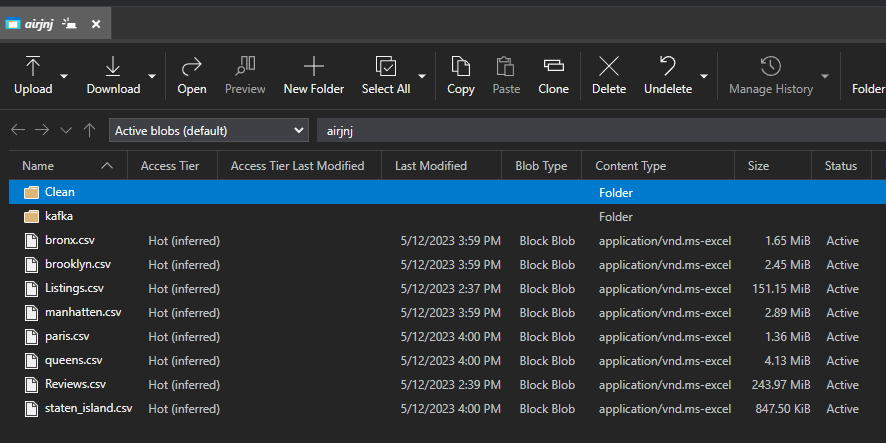 airjnj
Upload Download Open Preview New Folder Select All Copy Paste Clone Delete Undelete Manage History Folder
Active blobs (default) airjnj
Name Access Tier Access Tier Last Modified Last Modified Blob Type Content Type Size Status
Clean Folder
kafka Folder
bronx.csv Hot (inferred) 5/12/2023 3:59 PM Block Blob application/vnd.ms-excel 1.65 MiB Active
brooklyn.csv Hot (inferred) 5/12/2023 3:59 PM Block Blob application/vnd.ms-excel 2.45 MiB Active
Listings.csv Hot (inferred) 5/12/2023 2:37 PM Block Blob application/vnd.ms-excel 151.15 MiB Active
manhatten.csv Hot (inferred) 5/12/2023 3:59 PM Block Blob application/vnd.ms-excel 2.89 MiB Active
paris.csv Hot (inferred) 5/12/2023 4:00 PM Block Blob application/vnd.ms-excel 1.36 MiB Active
queens.csv Hot (inferred) 5/12/2023 4:00 PM Block Blob application/vnd.ms-excel 4.13 MiB Active
Reviews.csv Hot (inferred) 5/12/2023 2:39 PM Block Blob application/vnd.ms-excel 243.97 MiB Active
staten_island.csv Hot (inferred) 5/12/2023 4:00 PM Block Blob application/vnd.ms-excel 847.50 KiB Active